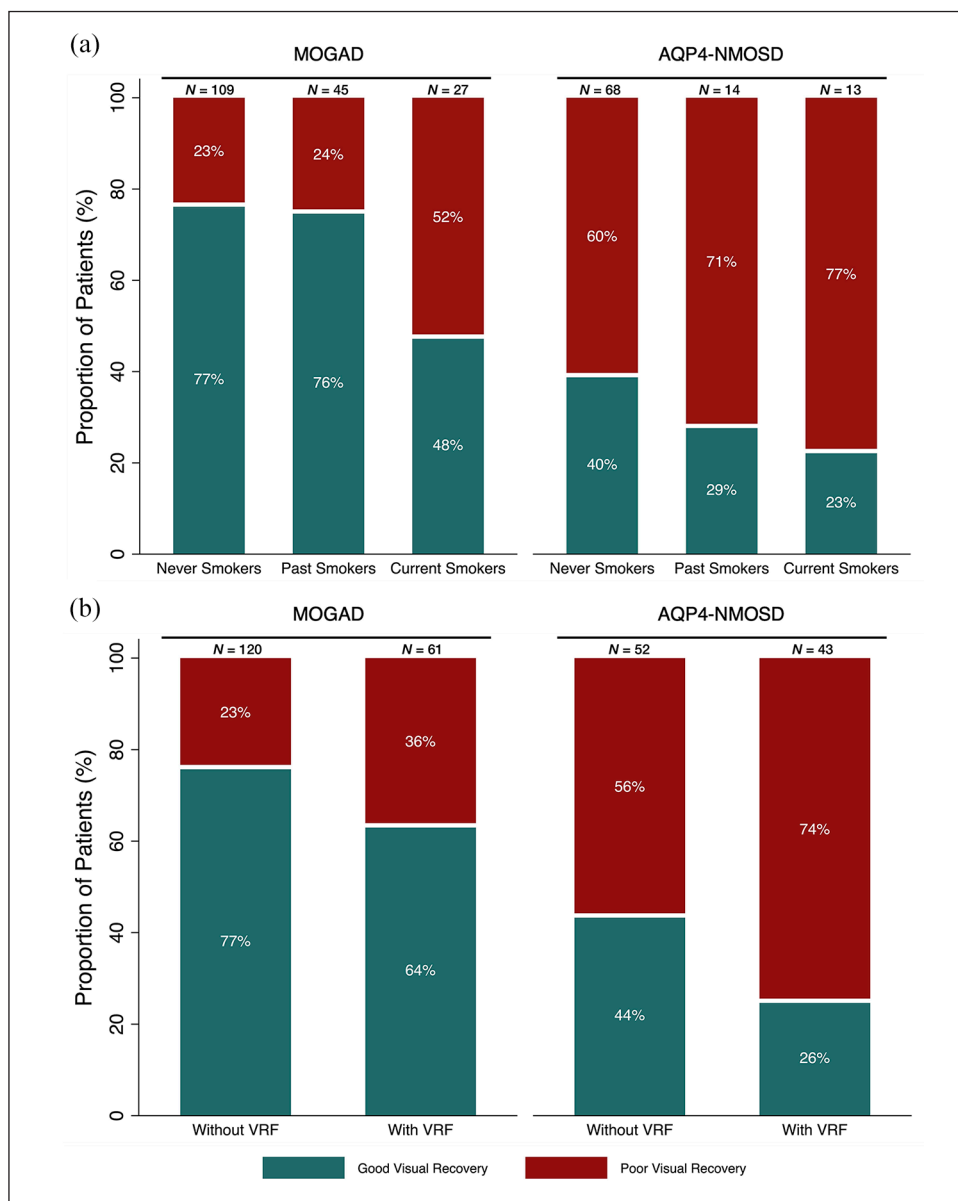 (a)
MOGAD AQP4-NMOSD
N = 109 N = 45 N = 27 N = 68 N = 14 N = 13
Proportion of Patients (%)
100
80
60
40
20
0
23% 24% 52% 60% 71% 77%
77% 76% 48% 40% 29% 23%
Never Smokers Past Smokers Current Smokers Never Smokers Past Smokers Current Smokers
(b)
MOGAD AQP4-NMOSD
N = 120 N = 61 N = 52 N = 43
Proportion of Patients (%)
100
80
60
40
20
0
23% 36% 56% 74%
77% 64% 44% 26%
Without VRF With VRF Without VRF With VRF
Good Visual Recovery Poor Visual Recovery